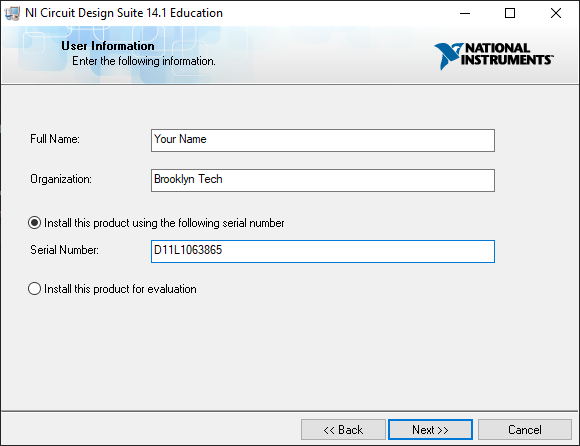 NI Circuit Design Suite 14.1 Education
User Information
Enter the following information.
NATIONAL
INSTRUMENTS™
Full Name:
Your Name
Organization:
Brooklyn Tech
Install this product using the following serial number
Serial Number:
D11L1063865
Install this product for evaluation
<< Back
Next >>
Cancel